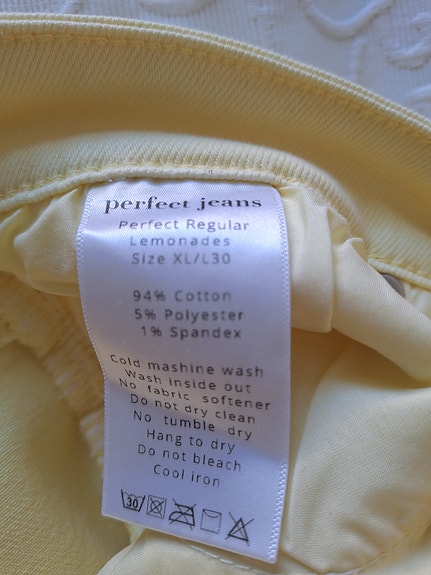 perfect jeans
Perfect Regular
Lemonades
Size XL/L30
94% Cotton
5% Polyester
1% Spandex
Cold mashine wash
Wash inside out
No fabric softener
Do not dry clean
No tumble dry
Hang to dry
Do not bleach
Cool iron
30